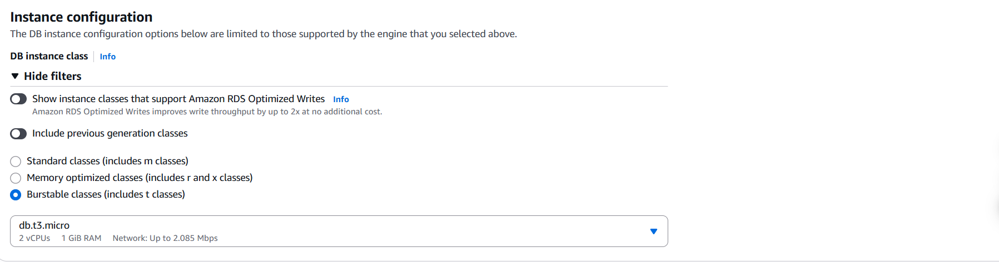 Instance configuration
The DB instance configuration options below are limited to those supported by the engine that you selected above.
DB instance class Info
Hide filters
Show instance classes that support Amazon RDS Optimized Writes Info
Amazon RDS Optimized Writes improves write throughput by up to 2x at no additional cost.
Include previous generation classes
Standard classes (includes m classes)
Memory optimized classes (includes r and x classes)
Burstable classes (includes t classes)
db.t3.micro
2 vCPUs 1 GiB RAM Network: Up to 2.085 Mbps